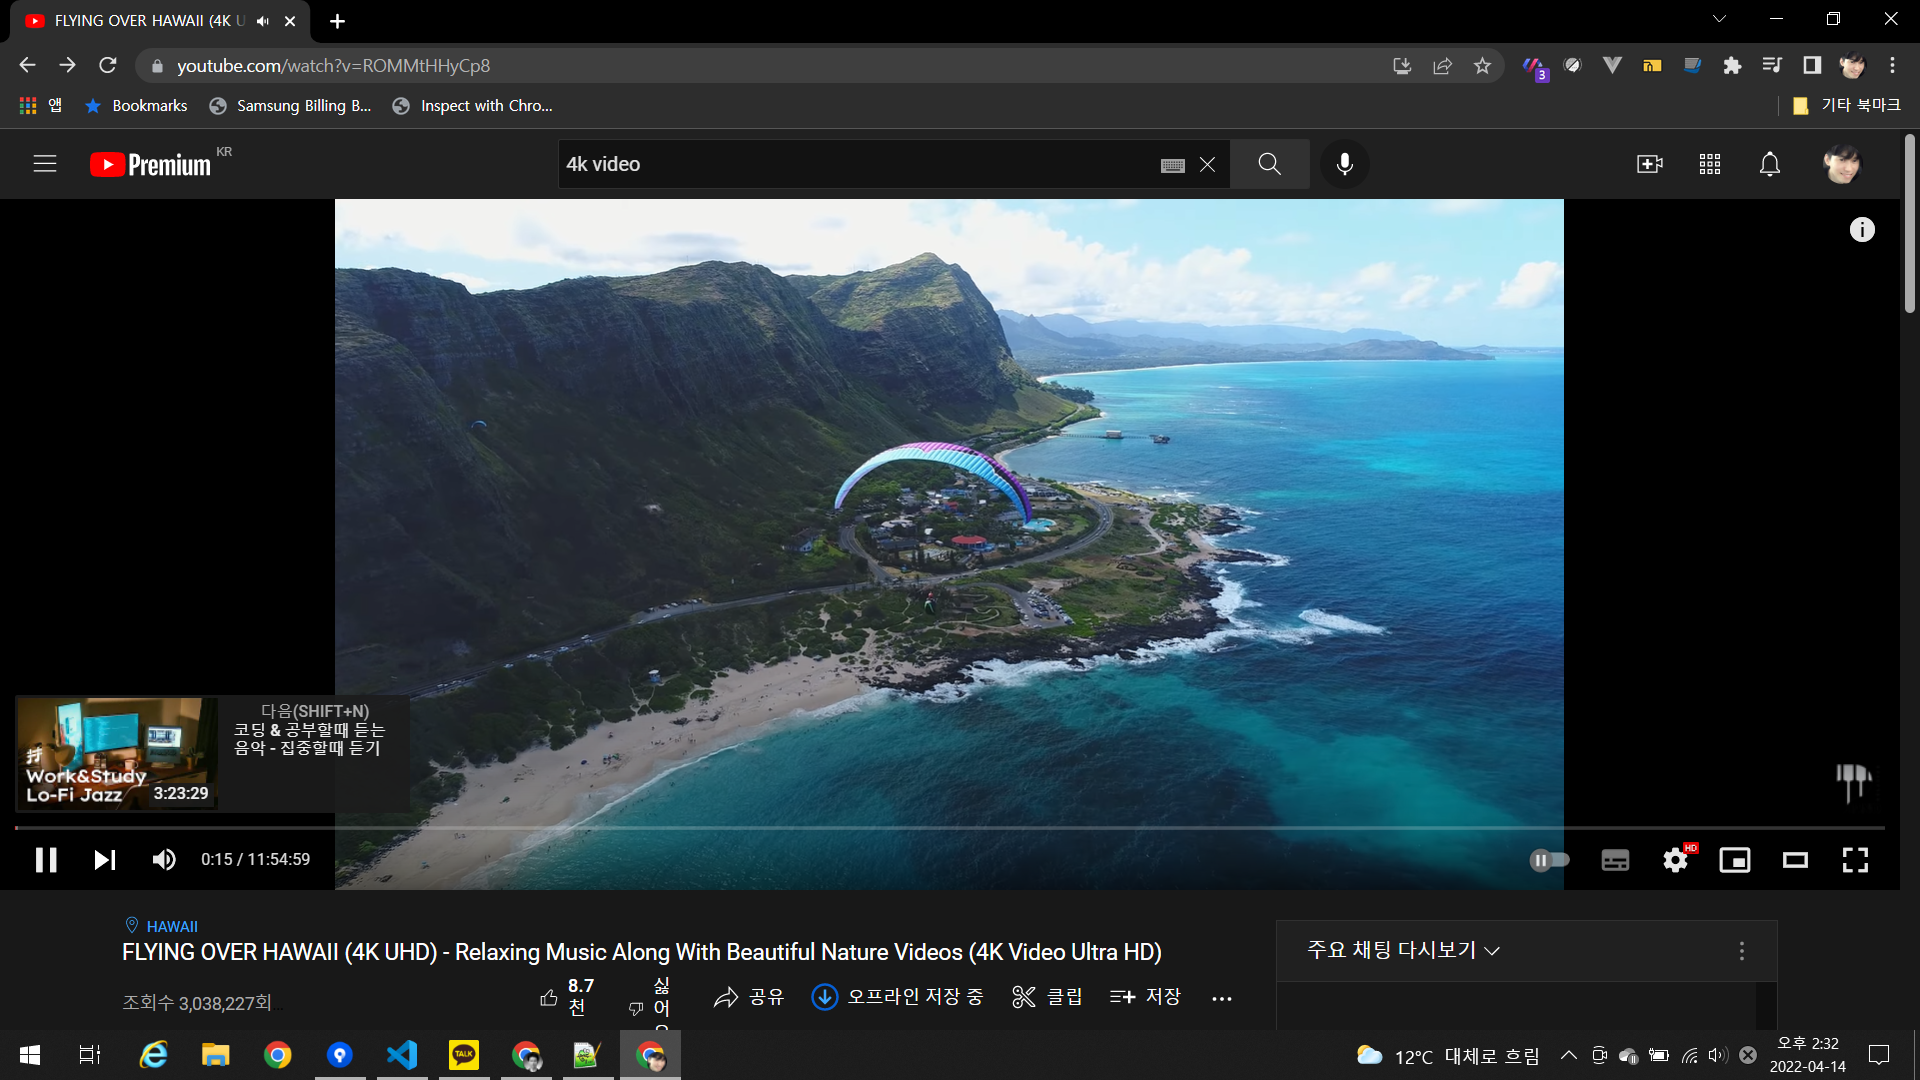 FLYING OVER HAWAII (4K U
youtube.com/watch?v=ROMMtHHyCp8
3
앱
Bookmarks
Samsung Billing B...
Inspect with Chro...
기타 북마크
Premium KR
4k video
다음(SHIFT+N)
코딩 & 공부할때 듣는
음악 - 집중할때 듣기
Work&Study
Lo-Fi Jazz
3:23:29
0:15 / 11:54:59
HD
HAWAII
FLYING OVER HAWAII (4K UHD) - Relaxing Music Along With Beautiful Nature Videos (4K Video Ultra HD)
조회수 3,038,227회
8.7
천
싫
어
공유
오프라인 저장 중
클립
저장
주요 채팅 다시보기
TALK
12°C 대체로 흐림
오후 2:32
2022-04-14